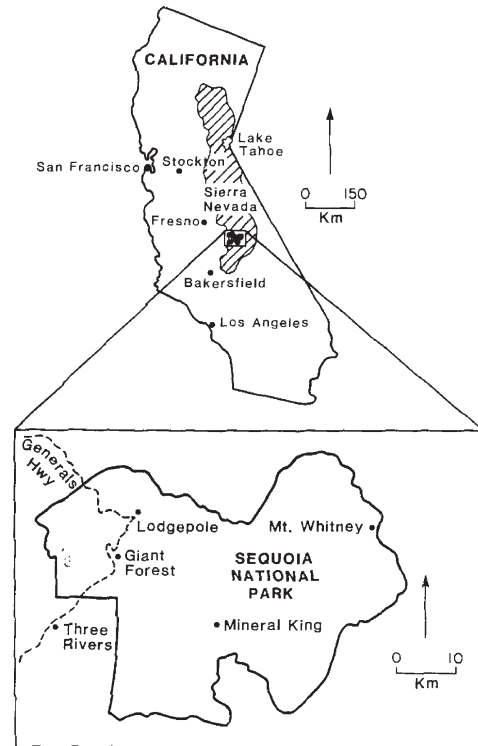 CALIFORNIA
Lake
Tahoe
San Francisco
Stockton
Sierra
Nevada
0 150
Km
Fresno
Bakersfield
Los Angeles
Generals
Hwy
Lodgepole
Mt. Whitney
Giant
Forest
SEQUOIA
NATIONAL
PARK
Three
Rivers
Mineral King
0 10
Km